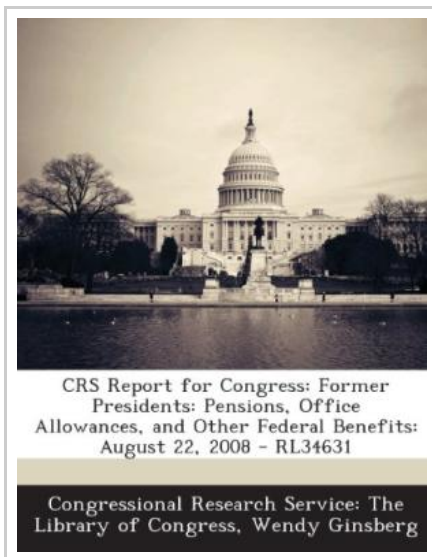 CRS Report for Congress: Former
Presidents: Pensions, Office
Allowances, and Other Federal Benefits:
August 22, 2008 - RL34631
Congressional Research Service: The
Library of Congress, Wendy Ginsberg